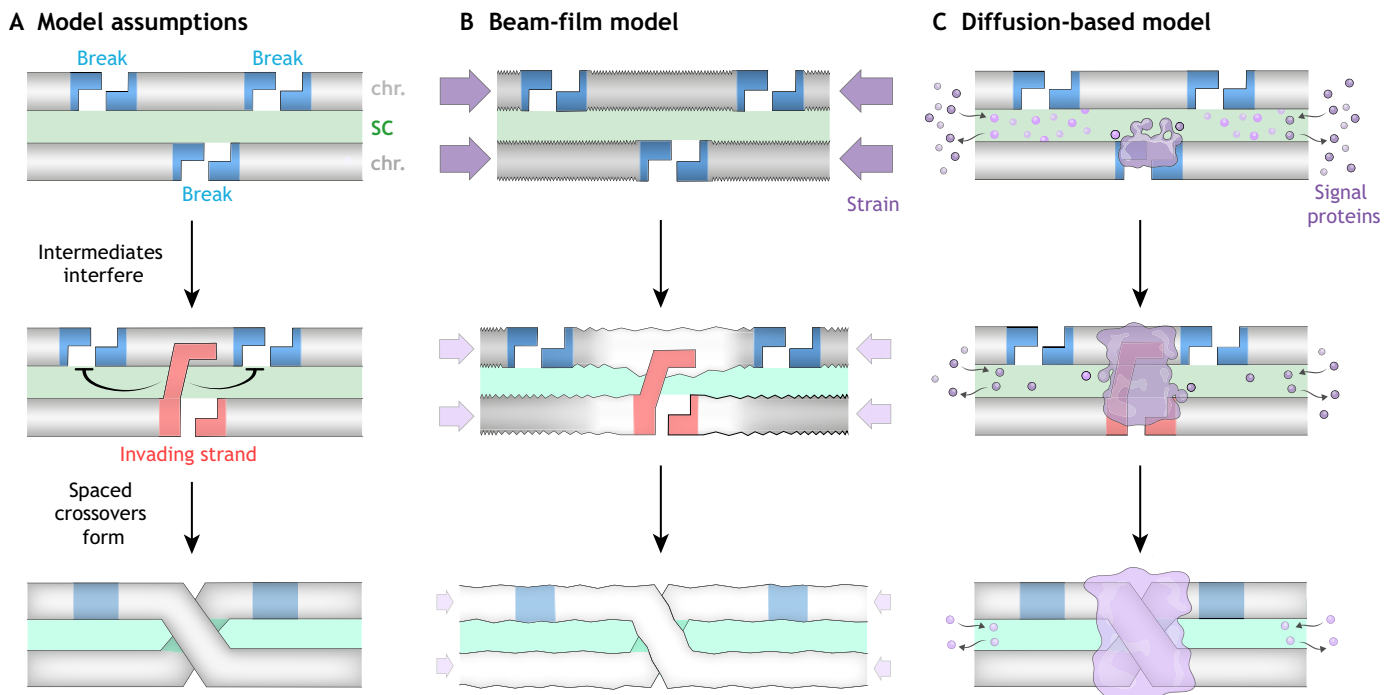 A Model assumptions
Break
Break
chr.
SC
chr.
Break
Intermediates
interfere
Invading strand
Spaced
crossovers
form
B Beam-film model
Strain
C Diffusion-based model
Signal
proteins